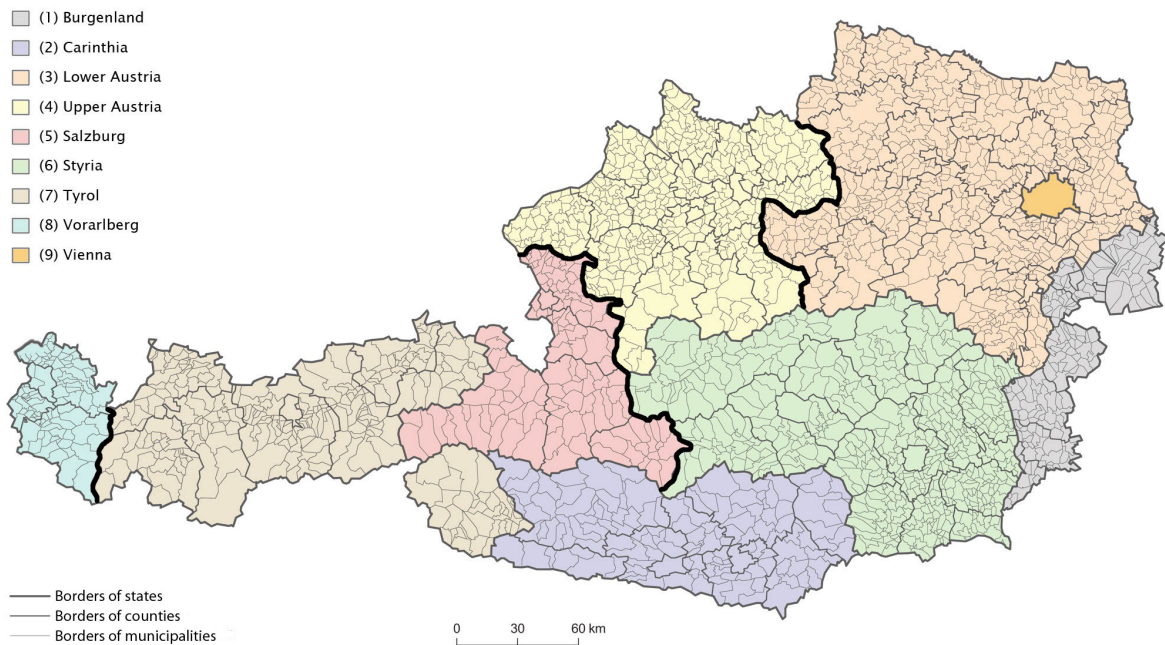 (1) Burgenland
(2) Carinthia
(3) Lower Austria
(4) Upper Austria
(5) Salzburg
(6) Styria
(7) Tyrol
(8) Vorarlberg
(9) Vienna
Borders of states
Borders of counties
Borders of municipalities
0 30 60 km